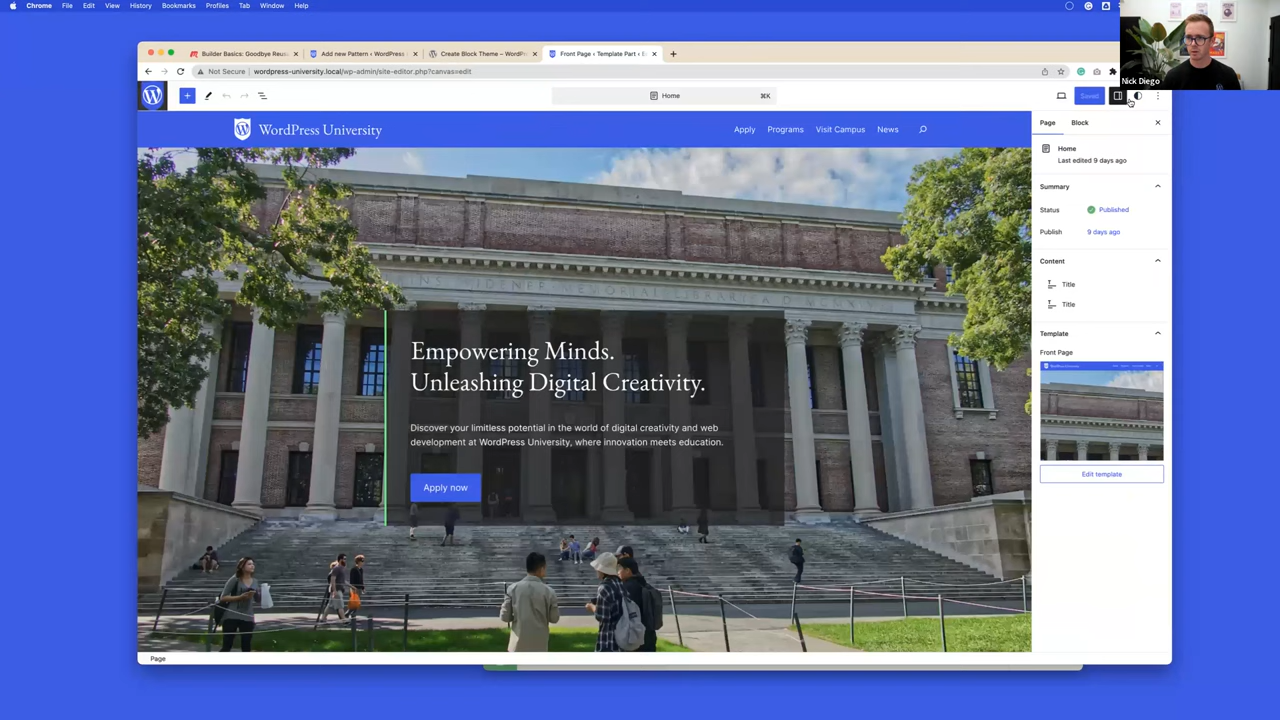 Chrome File Edit View History Bookmarks Profiles Tab Window Help
Nick Diego
Builder Basics: Goodbye Reus
Add new Pattern ‹ WordPress
Create Block Theme – WordPr
Front Page ‹ Template Part ‹ E
Not Secure wordpress-university.local/wp-admin/site-editor.php?canvas=edit
Home ⌘K
Saved
WordPress University
Apply Programs Visit Campus News
Empowering Minds.
Unleashing Digital Creativity.
Discover your limitless potential in the world of digital creativity and web
development at WordPress University, where innovation meets education.
Apply now
Page Block
Home
Last edited 9 days ago
Summary
Status Published
Publish 9 days ago
Content
Title
Title
Template
Front Page
Edit template
Page